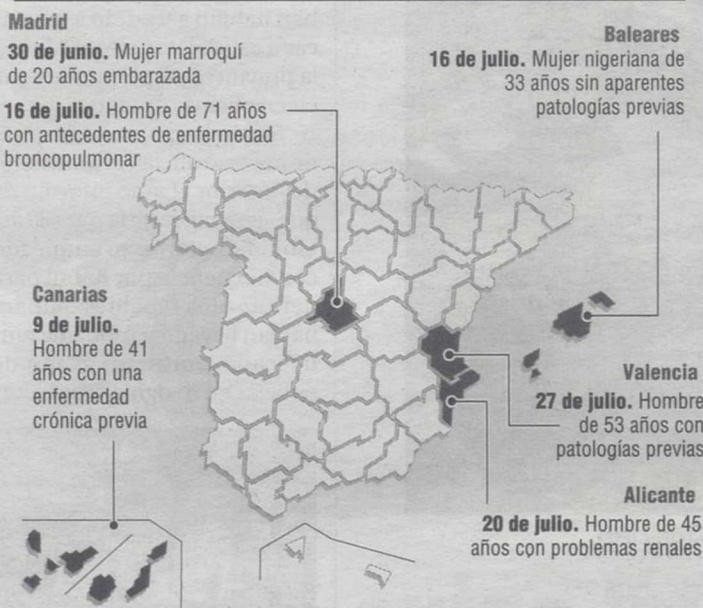 Madrid
30 de junio. Mujer marroquí
de 20 años embarazada
16 de julio. Hombre de 71 años
con antecedentes de enfermedad
broncopulmonar
Baleares
16 de julio. Mujer nigeriana de
33 años sin aparentes
patologías previas
Canarias
9 de julio.
Hombre de 41
años con una
enfermedad
crónica previa
Valencia
27 de julio. Hombre
de 53 años con
patologías previas
Alicante
20 de julio. Hombre de 45
años con problemas renales